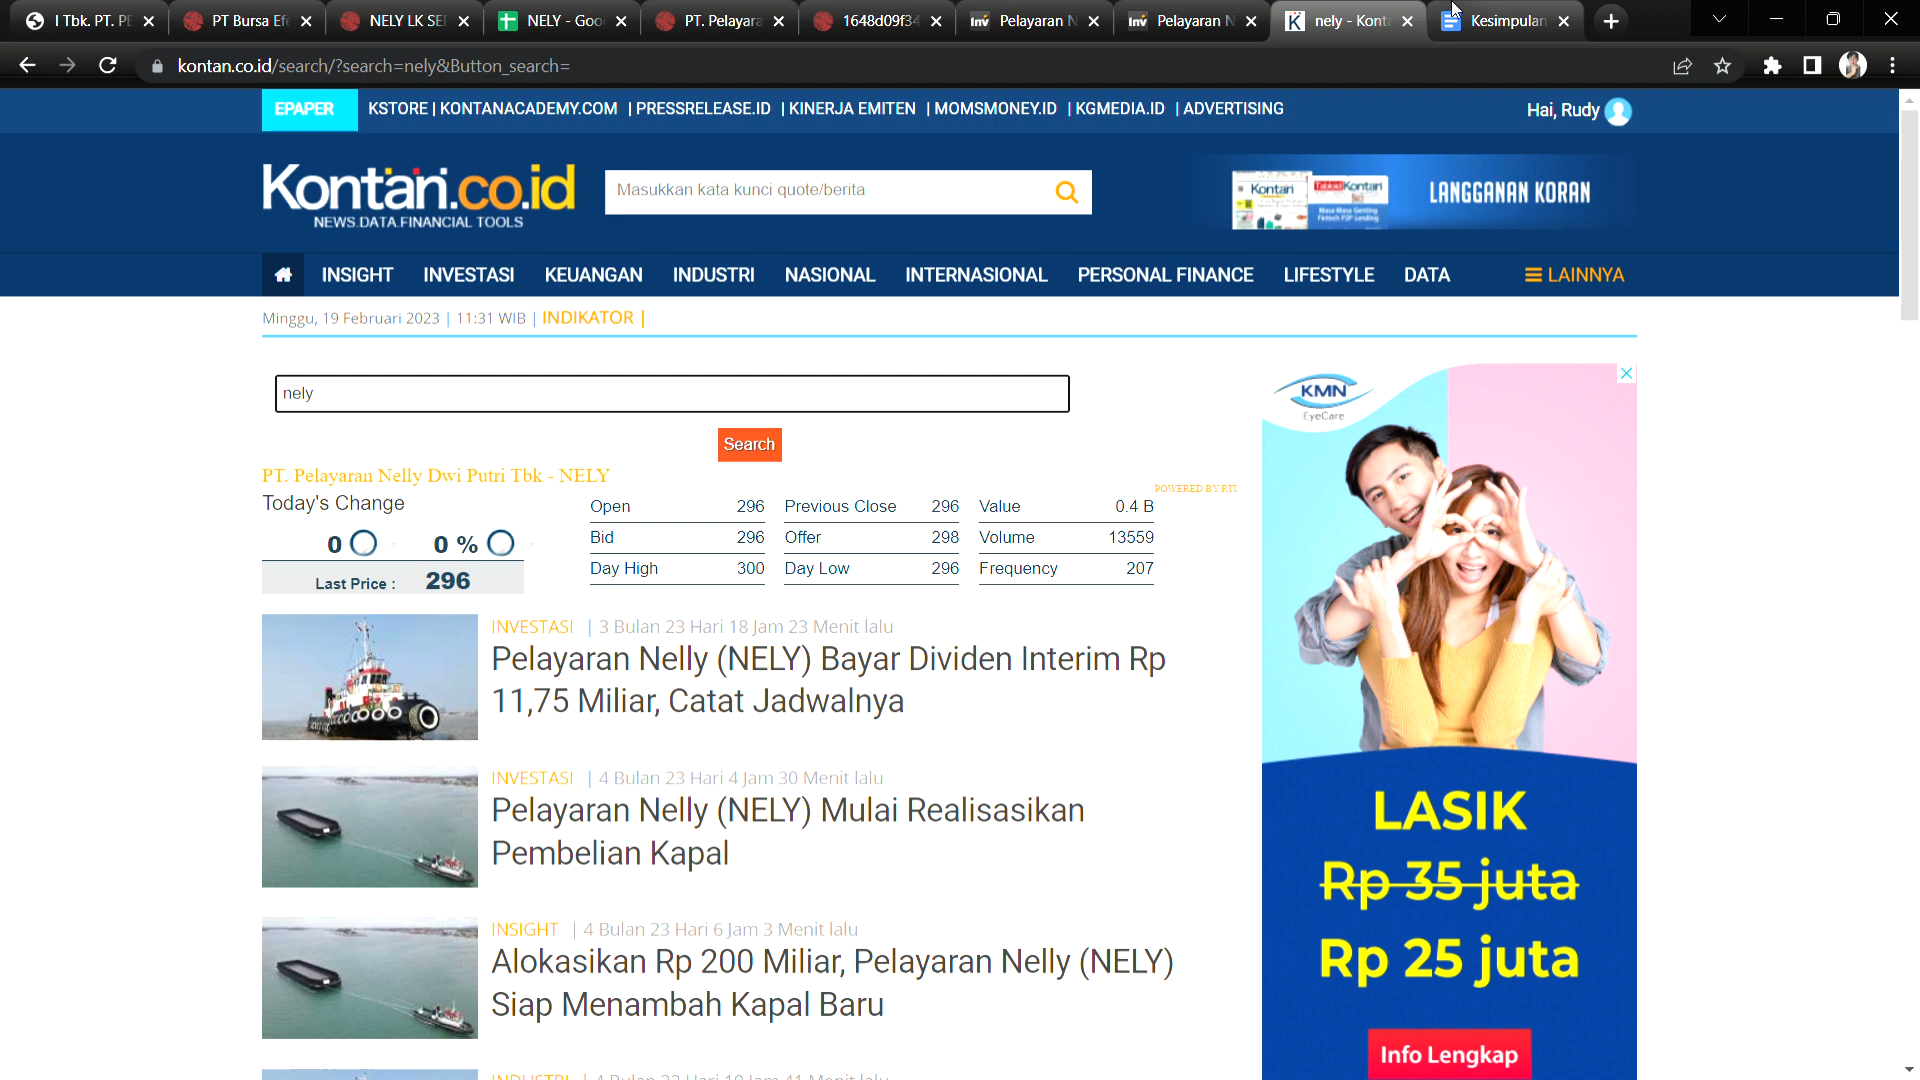 I Tbk. PT. PE
PT Bursa Efe
NELY LK SEP
NELY - Goo
PT. Pelayara
1648d09f34
Pelayaran N
Pelayaran N
nely - Konta
Kesimpulan
kontan.co.id/search/?search=nely&Button_search=
EPAPER KSTORE | KONTANACADEMY.COM | PRESSRELEASE.ID | KINERJA EMITEN | MOMSMONEY.ID | KGMEDIA.ID | ADVERTISING
Hai, Rudy
Kontan.co.id
NEWS.DATA.FINANCIAL TOOLS
Masukkan kata kunci quote/berita
Kontan
Tabloid Kontan
LANGGANAN KORAN
INSIGHT INVESTASI KEUANGAN INDUSTRI NASIONAL INTERNASIONAL PERSONAL FINANCE LIFESTYLE DATA LAINNYA
Minggu, 19 Februari 2023 | 11:31 WIB | INDIKATOR |
nely
Search
PT. Pelayaran Nelly Dwi Putri Tbk - NELY
POWERED BY RTI
Today's Change
0 0 %
Last Price : 296
Open 296 Previous Close 296 Value 0.4 B
Bid 296 Offer 298 Volume 13559
Day High 300 Day Low 296 Frequency 207
INVESTASI | 3 Bulan 23 Hari 18 Jam 23 Menit lalu
Pelayaran Nelly (NELY) Bayar Dividen Interim Rp
11,75 Miliar, Catat Jadwalnya
INVESTASI | 4 Bulan 23 Hari 4 Jam 30 Menit lalu
Pelayaran Nelly (NELY) Mulai Realisasikan
Pembelian Kapal
INSIGHT | 4 Bulan 23 Hari 6 Jam 3 Menit lalu
Alokasikan Rp 200 Miliar, Pelayaran Nelly (NELY)
Siap Menambah Kapal Baru
KMN
EyeCare
LASIK
Rp 35 juta
Rp 25 juta
Info Lengkap